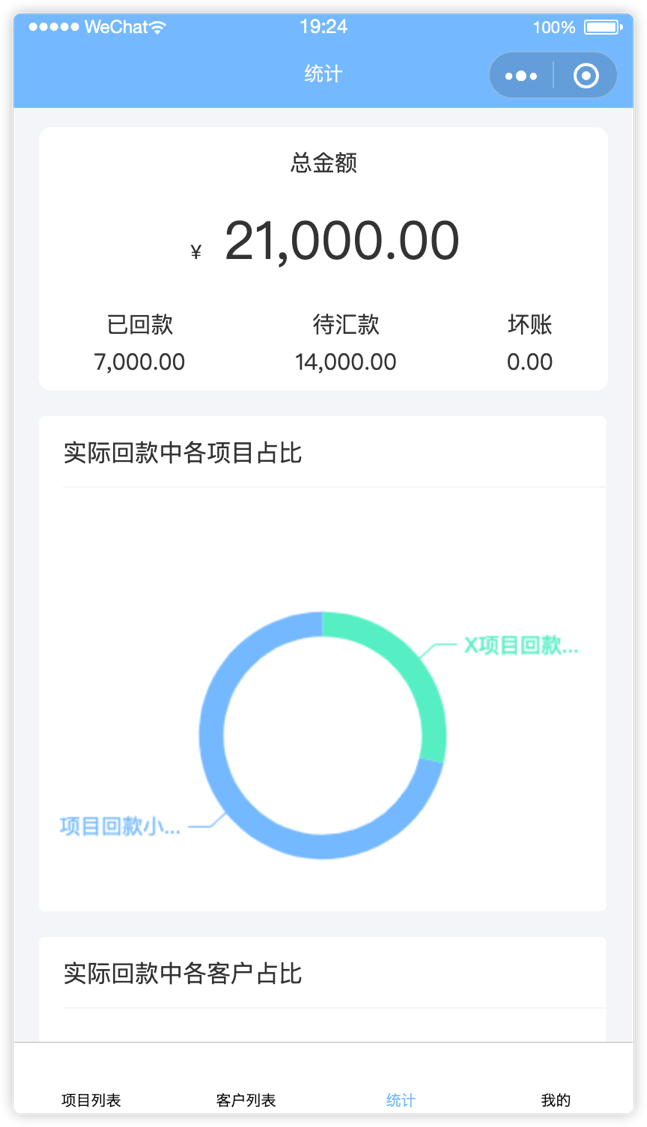 WeChat 19:24 100%
统计
总金额
¥ 21,000.00
已回款 待汇款 坏账
7,000.00 14,000.00 0.00
实际回款中各项目占比
X项目回款...
项目回款小...
实际回款中各客户占比
项目列表 客户列表 统计 我的